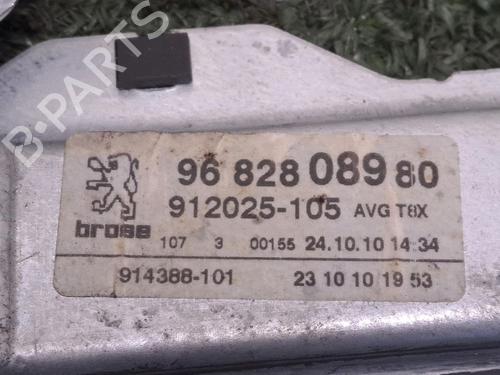 96 828 089 80
912025-105 AVG T8X
brose
107 3 00155 24.10.10 14:34
914388-101 23 10 10 19 53
B-PARTS